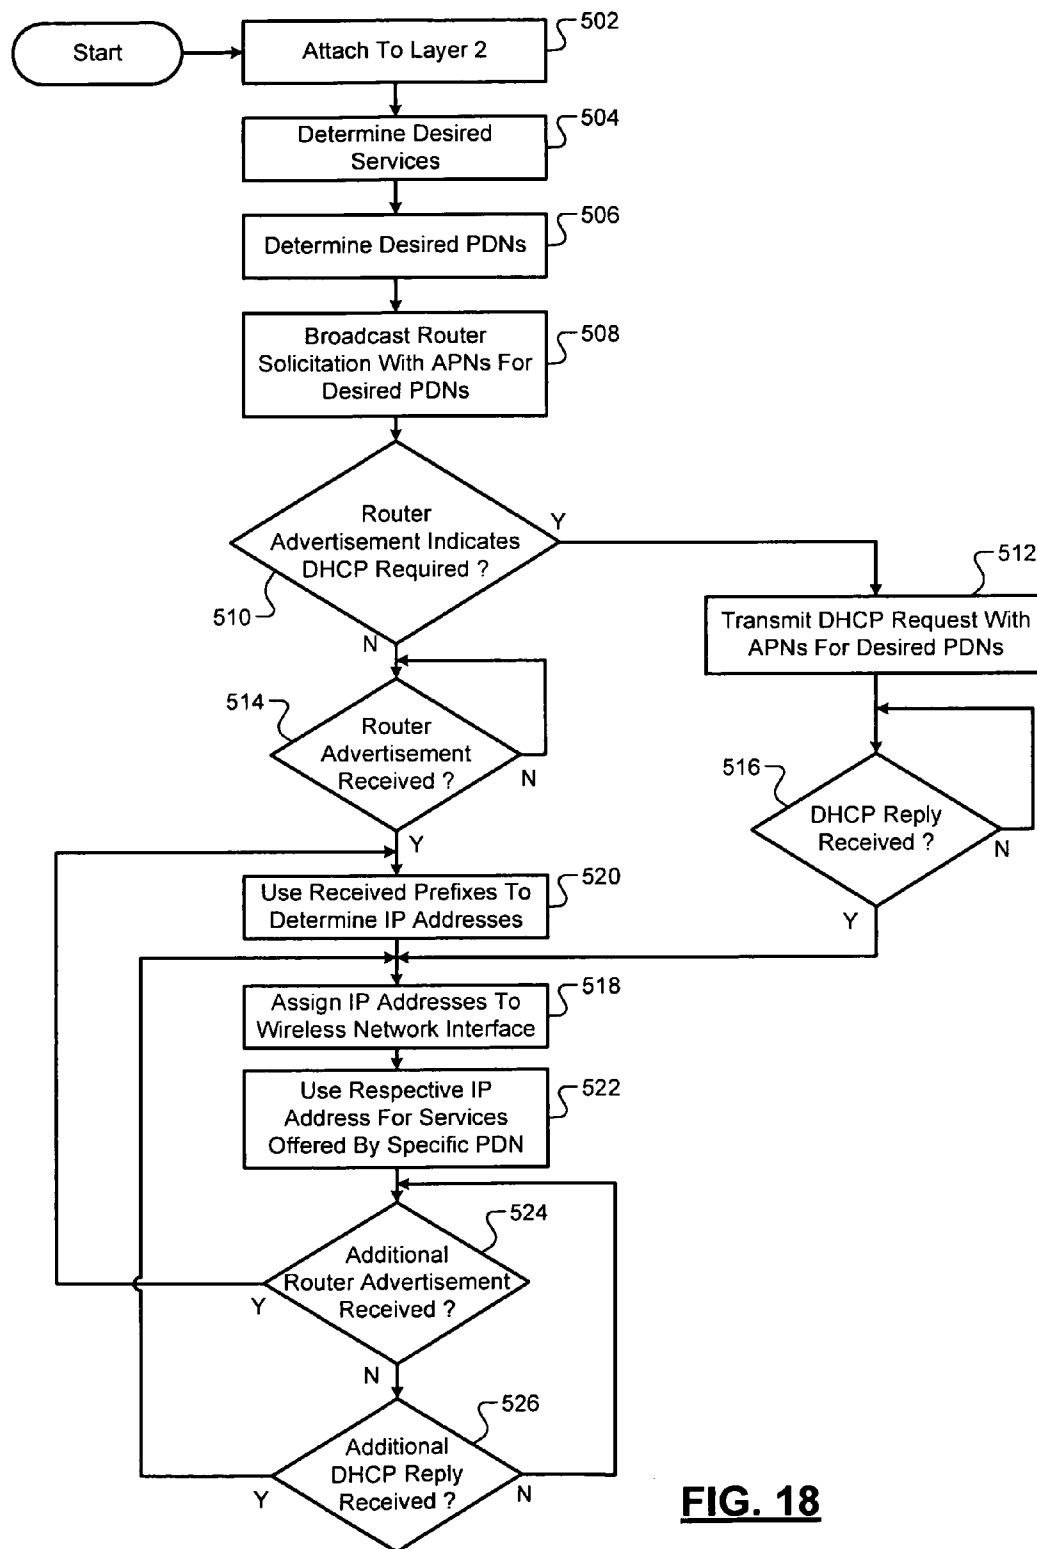 Start
Attach To Layer 2
502
Determine Desired
Services
504
Determine Desired PDNs
506
Broadcast Router
Solicitation With APNs For
Desired PDNs
508
Router
Advertisement Indicates
DHCP Required ?
510
Y
N
512
Transmit DHCP Request With
APNs For Desired PDNs
514
Router
Advertisement
Received ?
N
Y
516
DHCP Reply
Received ?
N
Y
Use Received Prefixes To
Determine IP Addresses
520
Assign IP Addresses To
Wireless Network Interface
518
Use Respective IP
Address For Services
Offered By Specific PDN
522
524
Additional
Router Advertisement
Received ?
Y
N
526
Additional
DHCP Reply
Received ?
Y
N
FIG. 18